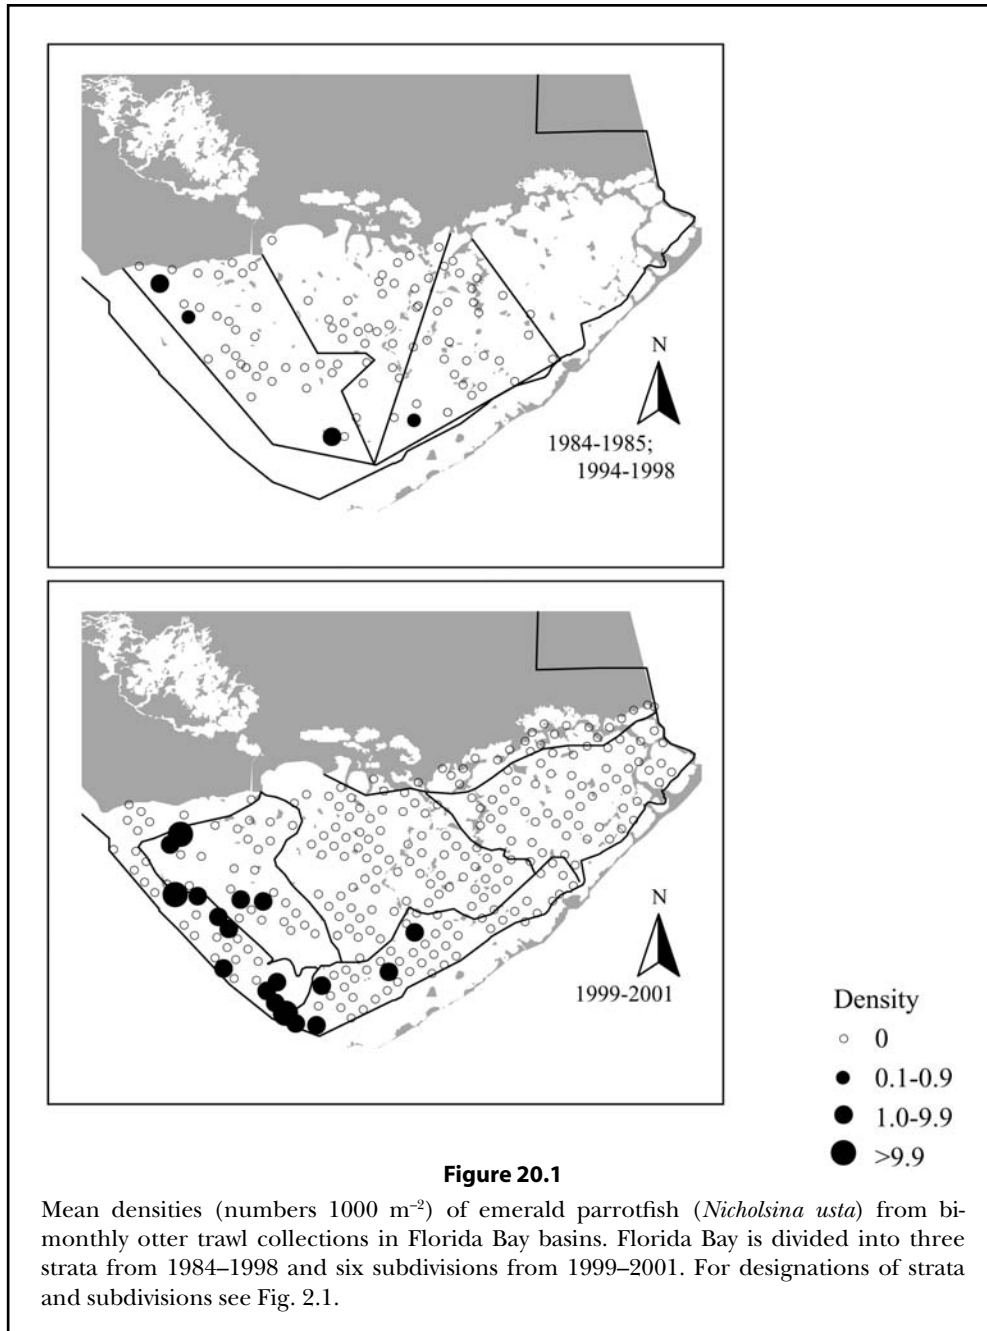 N
1984-1985;
1994-1998
N
1999-2001
Density
0
0.1-0.9
1.0-9.9
>9.9
Figure 20.1
Mean densities (numbers 1000 m⁻²) of emerald parrotfish (Nicholsina usta) from bi-
monthly otter trawl collections in Florida Bay basins. Florida Bay is divided into three
strata from 1984–1998 and six subdivisions from 1999–2001. For designations of strata
and subdivisions see Fig. 2.1.